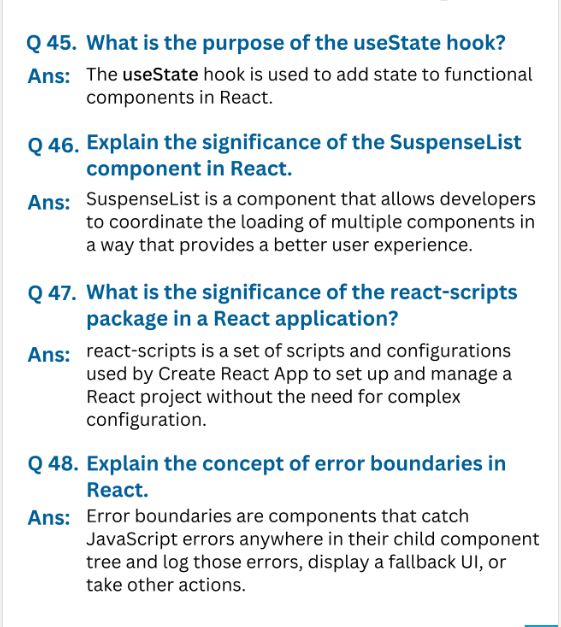 Q 45. What is the purpose of the useState hook?
Ans: The useState hook is used to add state to functional
components in React.
Q 46. Explain the significance of the SuspenseList
component in React.
Ans: SuspenseList is a component that allows developers
to coordinate the loading of multiple components in
a way that provides a better user experience.
Q 47. What is the significance of the react-scripts
package in a React application?
Ans: react-scripts is a set of scripts and configurations
used by Create React App to set up and manage a
React project without the need for complex
configuration.
Q 48. Explain the concept of error boundaries in
React.
Ans: Error boundaries are components that catch
JavaScript errors anywhere in their child component
tree and log those errors, display a fallback UI, or
take other actions.